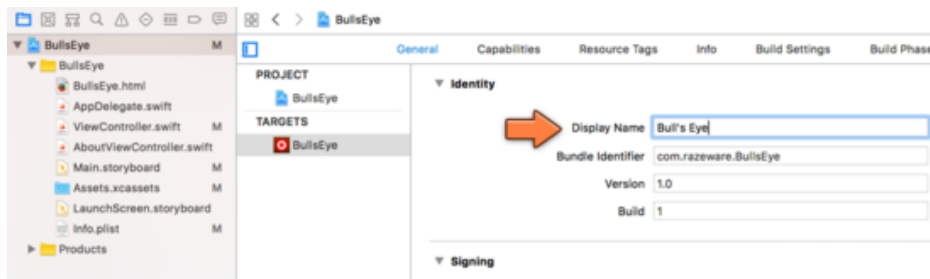 BullsEye
BullsEye M
General Capabilities Resource Tags Info Build Settings Build Phase
BullsEye
BullsEye.html
AppDelegate.swift
ViewController.swift M
AboutViewController.swift
Main.storyboard M
Assets.xcassets M
LaunchScreen.storyboard
Info.plist M
Products
PROJECT
BullsEye
TARGETS
BullsEye
Identity
Display Name Bull's Eye
Bundle Identifier com.razeware.BullsEye
Version 1.0
Build 1
Signing